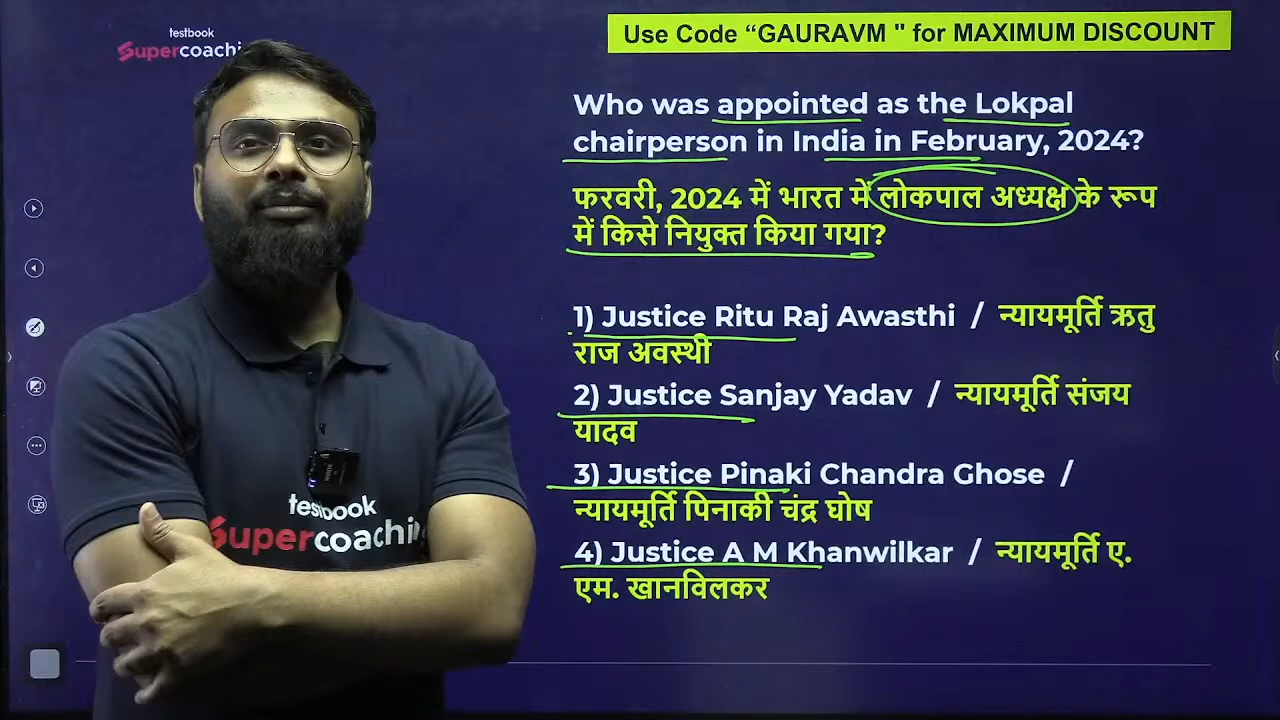 testbook
Supercoachi
Use Code “GAURAVM " for MAXIMUM DISCOUNT
Who was appointed as the Lokpal
chairperson in India in February, 2024?
फरवरी, 2024 में भारत में लोकपाल अध्यक्ष के रूप
में किसे नियुक्त किया गया?
1) Justice Ritu Raj Awasthi / न्यायमूर्ति ऋतु
राज अवस्थी
2) Justice Sanjay Yadav / न्यायमूर्ति संजय
यादव
3) Justice Pinaki Chandra Ghose /
न्यायमूर्ति पिनाकी चंद्र घोष
4) Justice A M Khanwilkar / न्यायमूर्ति ए.
एम. खानविलकर
testbook
Supercoachi